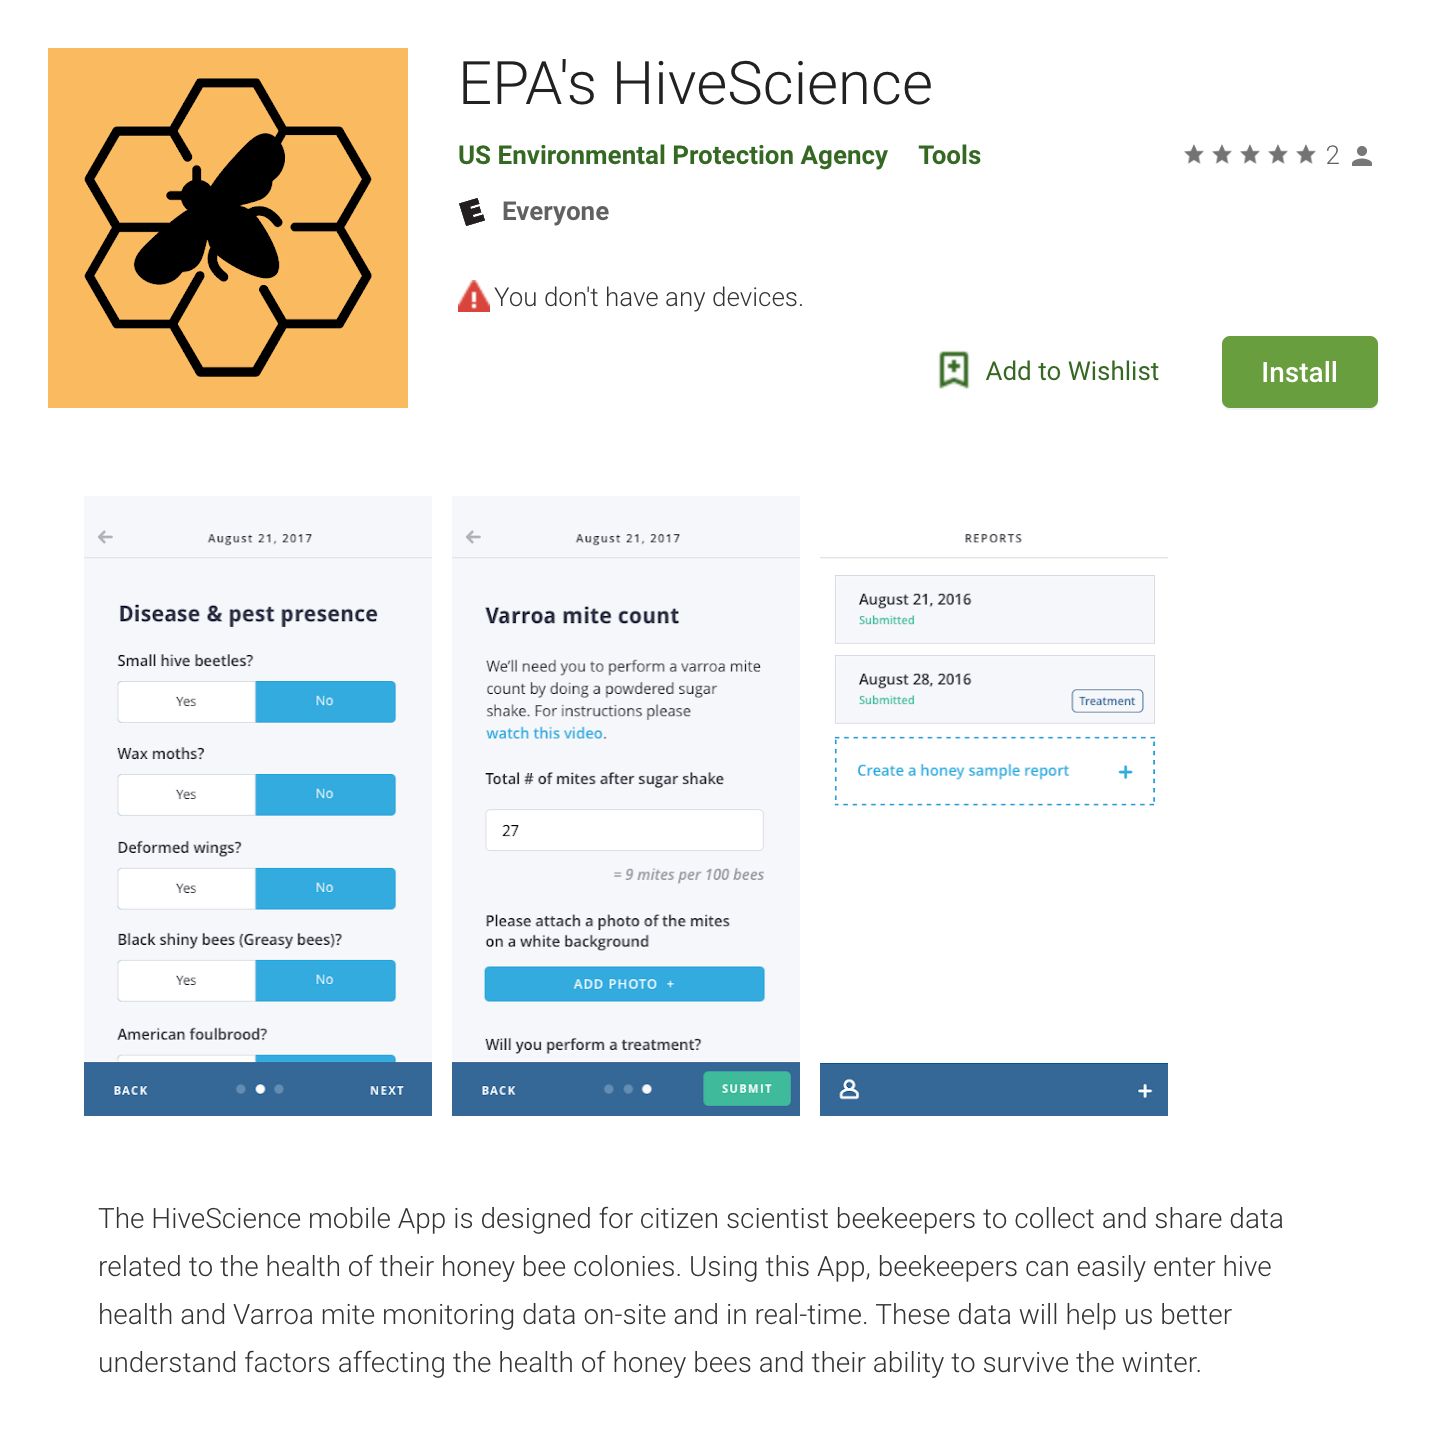 EPA's HiveScience
US Environmental Protection Agency Tools 2
E Everyone
You don't have any devices.
Add to Wishlist Install
August 21, 2017
Disease & pest presence
Small hive beetles?
Yes No
Wax moths?
Yes No
Deformed wings?
Yes No
Black shiny bees (Greasy bees)?
Yes No
American foulbrood?
BACK NEXT
August 21, 2017
Varroa mite count
We'll need you to perform a varroa mite
count by doing a powdered sugar
shake. For instructions please
watch this video.
Total # of mites after sugar shake
27
= 9 mites per 100 bees
Please attach a photo of the mites
on a white background
ADD PHOTO +
Will you perform a treatment?
BACK SUBMIT
REPORTS
August 21, 2016
Submitted
August 28, 2016
Submitted Treatment
Create a honey sample report +
+
The HiveScience mobile App is designed for citizen scientist beekeepers to collect and share data
related to the health of their honey bee colonies. Using this App, beekeepers can easily enter hive
health and Varroa mite monitoring data on-site and in real-time. These data will help us better
understand factors affecting the health of honey bees and their ability to survive the winter.